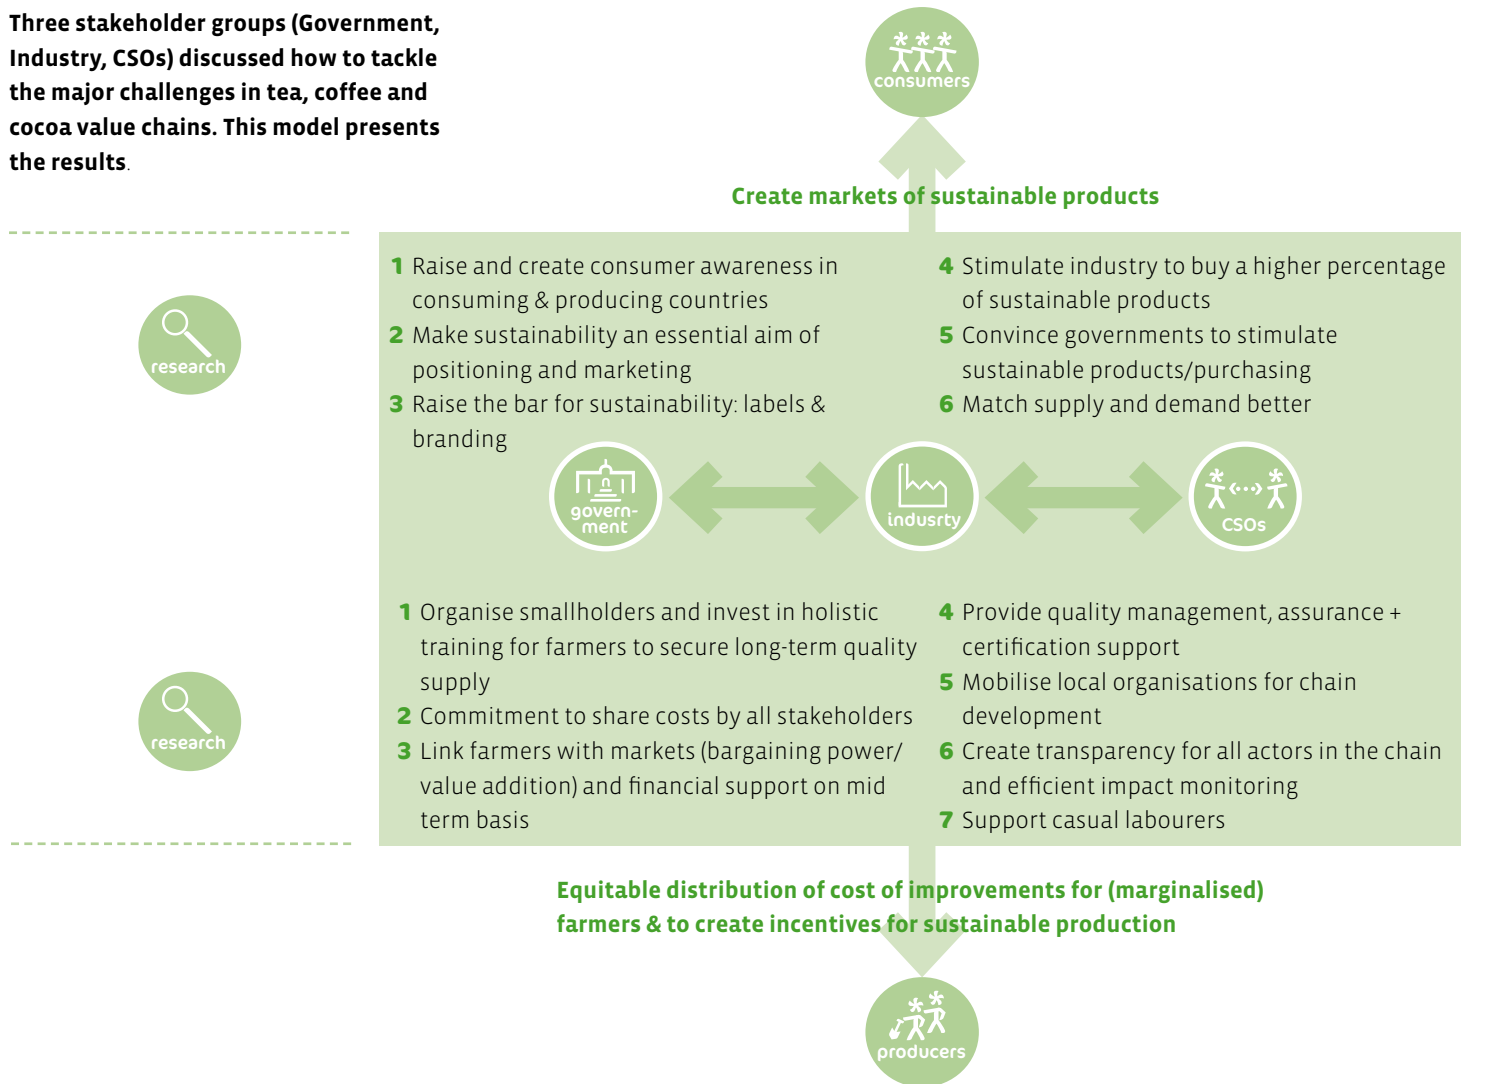 Three stakeholder groups (Government,
Industry, CSOs) discussed how to tackle
the major challenges in tea, coffee and
cocoa value chains. This model presents
the results.
consumers
Create markets of sustainable products
research
1 Raise and create consumer awareness in
consuming & producing countries
2 Make sustainability an essential aim of
positioning and marketing
3 Raise the bar for sustainability: labels &
branding
4 Stimulate industry to buy a higher percentage
of sustainable products
5 Convince governments to stimulate
sustainable products/purchasing
6 Match supply and demand better
govern-
ment
indusrty
CSOs
research
1 Organise smallholders and invest in holistic
training for farmers to secure long-term quality
supply
2 Commitment to share costs by all stakeholders
3 Link farmers with markets (bargaining power/
value addition) and financial support on mid
term basis
4 Provide quality management, assurance +
certification support
5 Mobilise local organisations for chain
development
6 Create transparency for all actors in the chain
and efficient impact monitoring
7 Support casual labourers
Equitable distribution of cost of improvements for (marginalised)
farmers & to create incentives for sustainable production
producers